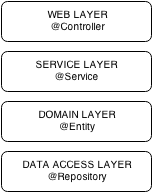 WEB LAYER
@Controller
SERVICE LAYER
@Service
DOMAIN LAYER
@Entity
DATA ACCESS LAYER
@Repository